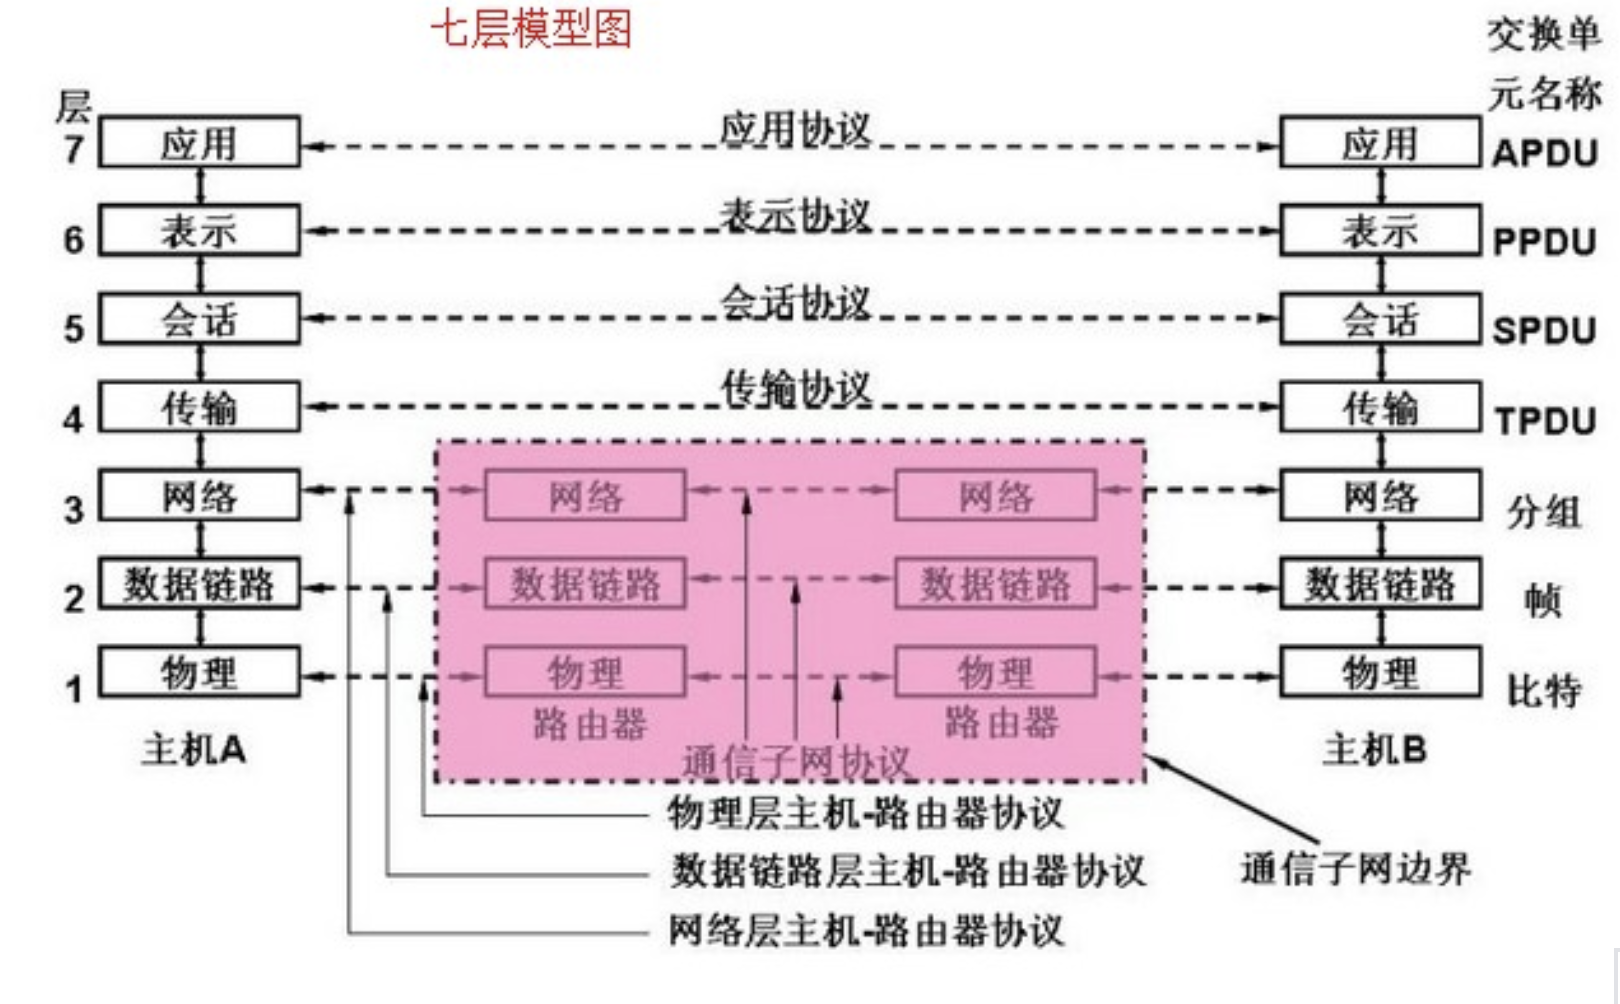 七层模型图
交换单
元名称
层
7 应用 应用协议 应用 APDU
6 表示 表示协议 表示 PPDU
5 会话 会话协议 会话 SPDU
4 传输 传输协议 传输 TPDU
3 网络 网络 网络 网络 分组
2 数据链路 数据链路 数据链路 数据链路 帧
1 物理 物理 物理 物理 比特
路由器 路由器
主机A 主机B
通信子网协议
物理层主机-路由器协议
数据链路层主机-路由器协议
通信子网边界
网络层主机-路由器协议